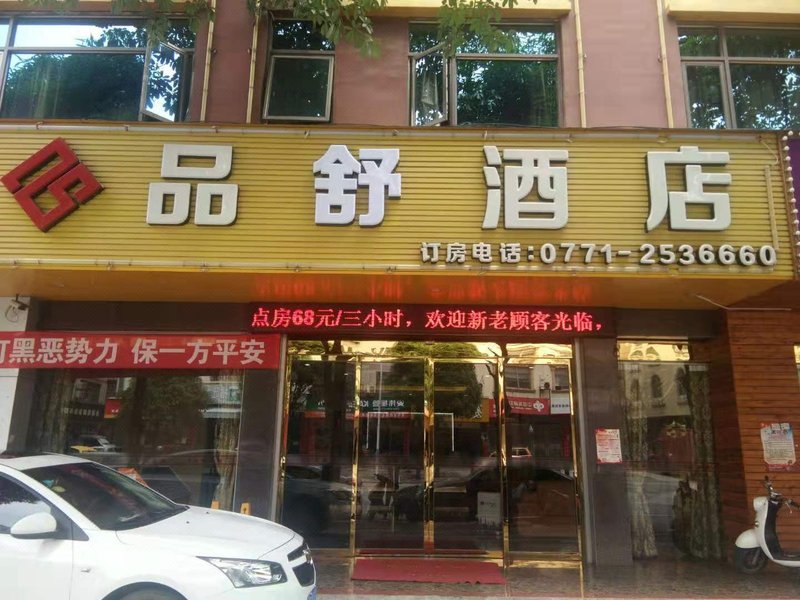 品舒酒店
订房电话:0771-2536660
点房68元/三小时，欢迎新老顾客光临，
打黑恶势力 保一方平安